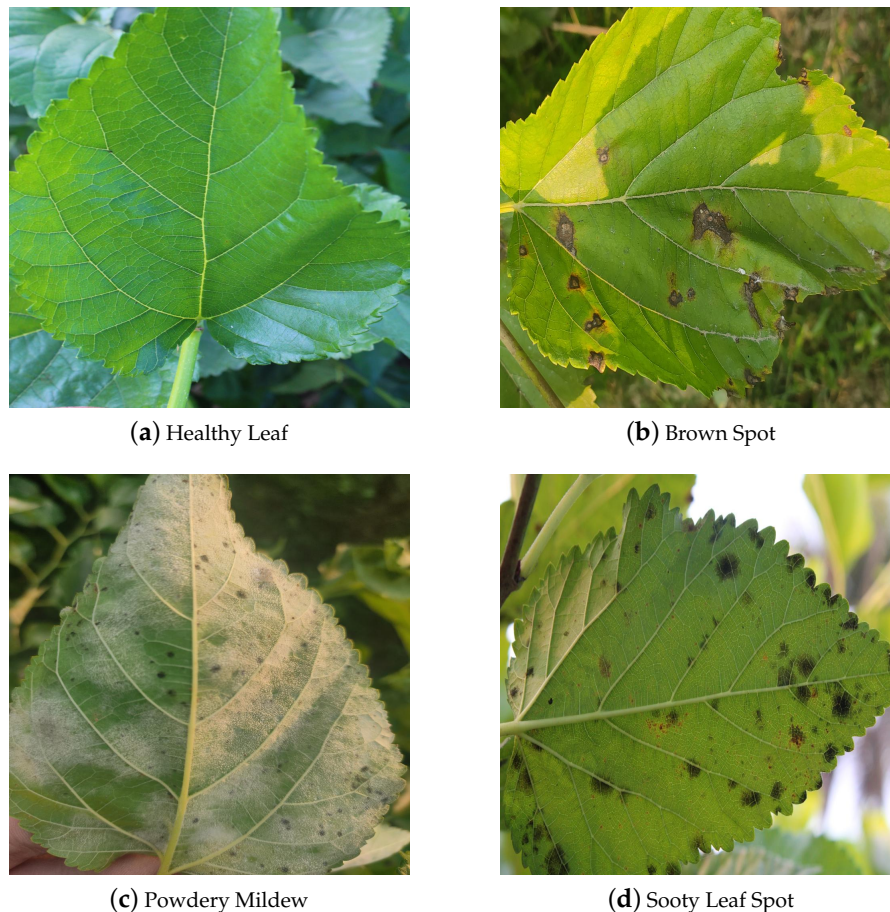 (a) Healthy Leaf
(b) Brown Spot
(c) Powdery Mildew
(d) Sooty Leaf Spot